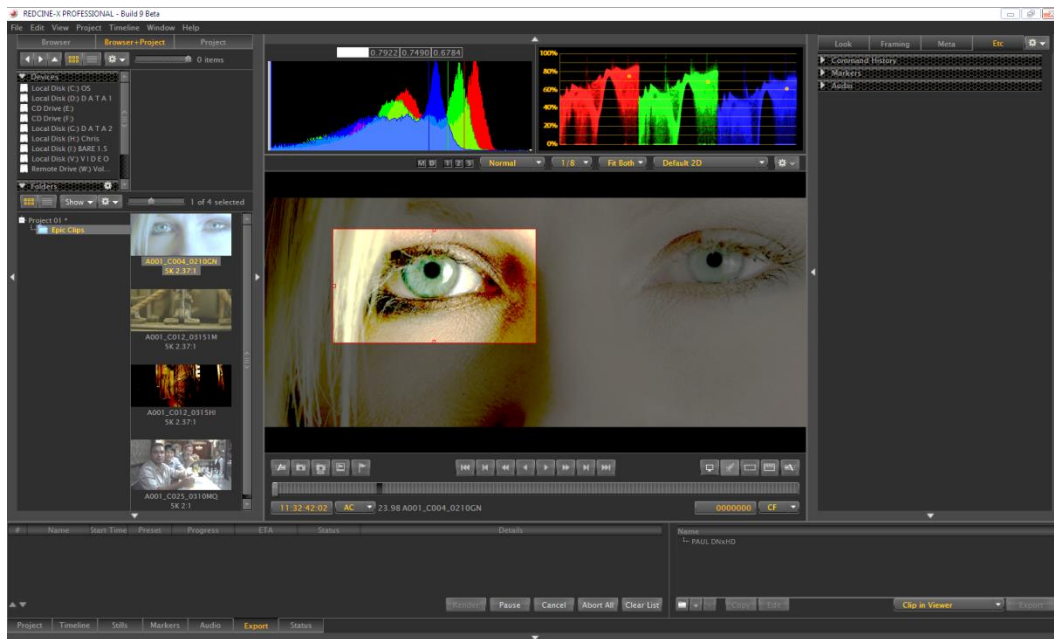 REDCINE-X PROFESSIONAL - Build 9 Beta
File Edit View Project Timeline Window Help
Browser Browser+Project Project
0 items
Devices
Local Disk (C:) OS
Local Disk (D:) D A T A 1
CD Drive (E:)
CD Drive (F:)
Local Disk (G:) D A T A 2
Local Disk (H:) Chris
Local Disk (I:) BARE 1.5
Local Disk (V:) V I D E O
Remote Drive (W:) Vol...
Folders
Show 1 of 4 selected
Project 01 *
Epic Clips
A001_C004_0210GN
5K 2.37:1
A001_C012_03151M
5K 2.37:1
A001_C012_0315HI
5K 2.37:1
A001_C025_0310MQ
5K 2:1
0.7922 0.7490 0.6784
100%
80%
60%
40%
20%
0%
M D 1 2 3 Normal 1/8 Fit Both Default 2D
11:32:42:02 AC 23.98 A001_C004_0210GN 0000000 CF
Look Framing Meta Etc
Command History
Markers
Audio
# Name Start Time Preset Progress ETA Status Details
Render Pause Cancel Abort All Clear List
Name
PAUL DNxHD
Copy Edit Clip in Viewer Export
Project Timeline Stills Markers Audio Export Status